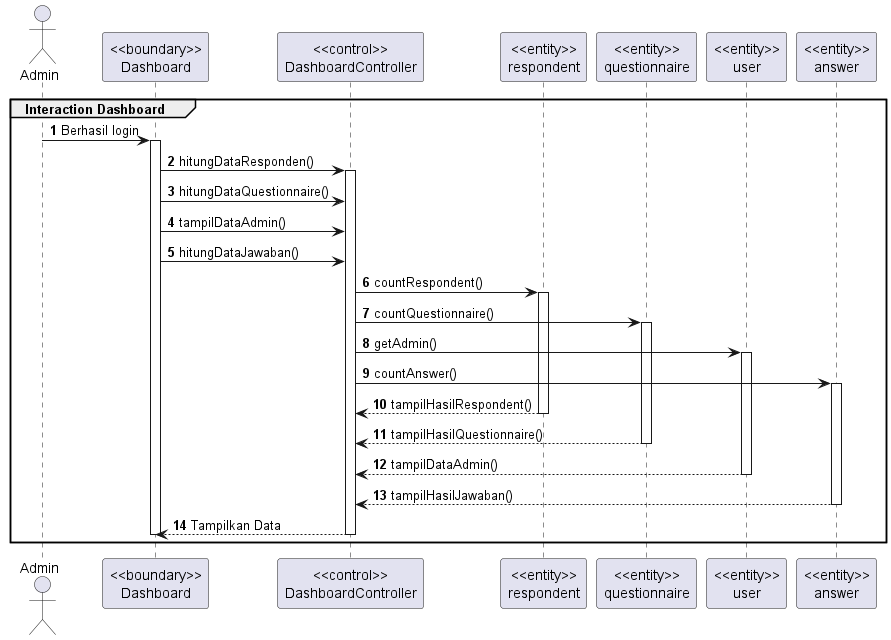 Admin
<<boundary>>
Dashboard
<<control>>
DashboardController
<<entity>>
respondent
<<entity>>
questionnaire
<<entity>>
user
<<entity>>
answer
Interaction Dashboard
1 Berhasil login
2 hitungDataResponden()
3 hitungDataQuestionnaire()
4 tampilDataAdmin()
5 hitungDataJawaban()
6 countRespondent()
7 countQuestionnaire()
8 getAdmin()
9 countAnswer()
10 tampilHasilRespondent()
11 tampilHasilQuestionnaire()
12 tampilDataAdmin()
13 tampilHasilJawaban()
14 Tampilkan Data
Admin
<<boundary>>
Dashboard
<<control>>
DashboardController
<<entity>>
respondent
<<entity>>
questionnaire
<<entity>>
user
<<entity>>
answer